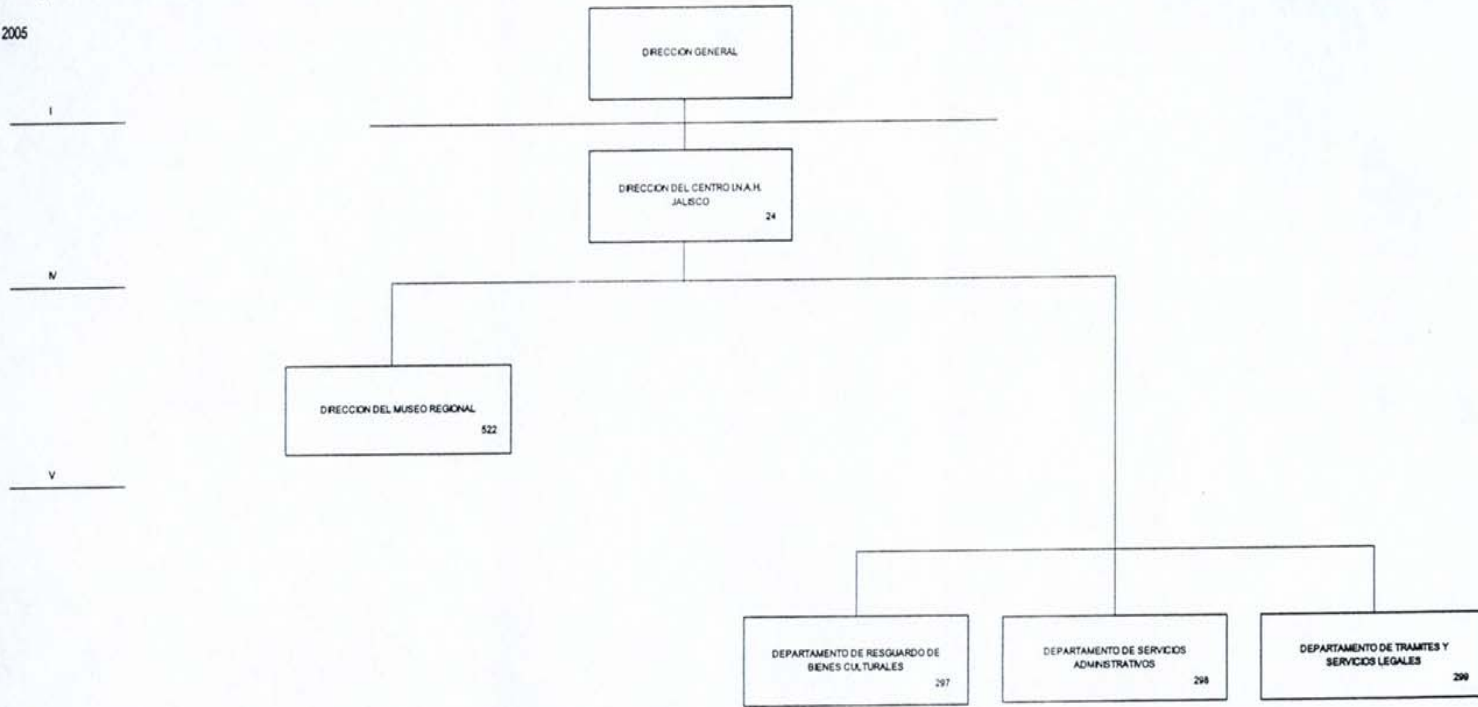 2005
DIRECCION GENERAL
I
DIRECCION DEL CENTRO I.N.A.H.
JALISCO
24
IV
DIRECCION DEL MUSEO REGIONAL
522
V
DEPARTAMENTO DE RESGUARDO DE
BIENES CULTURALES
297
DEPARTAMENTO DE SERVICIOS
ADMINISTRATIVOS
298
DEPARTAMENTO DE TRAMITES Y
SERVICIOS LEGALES
299